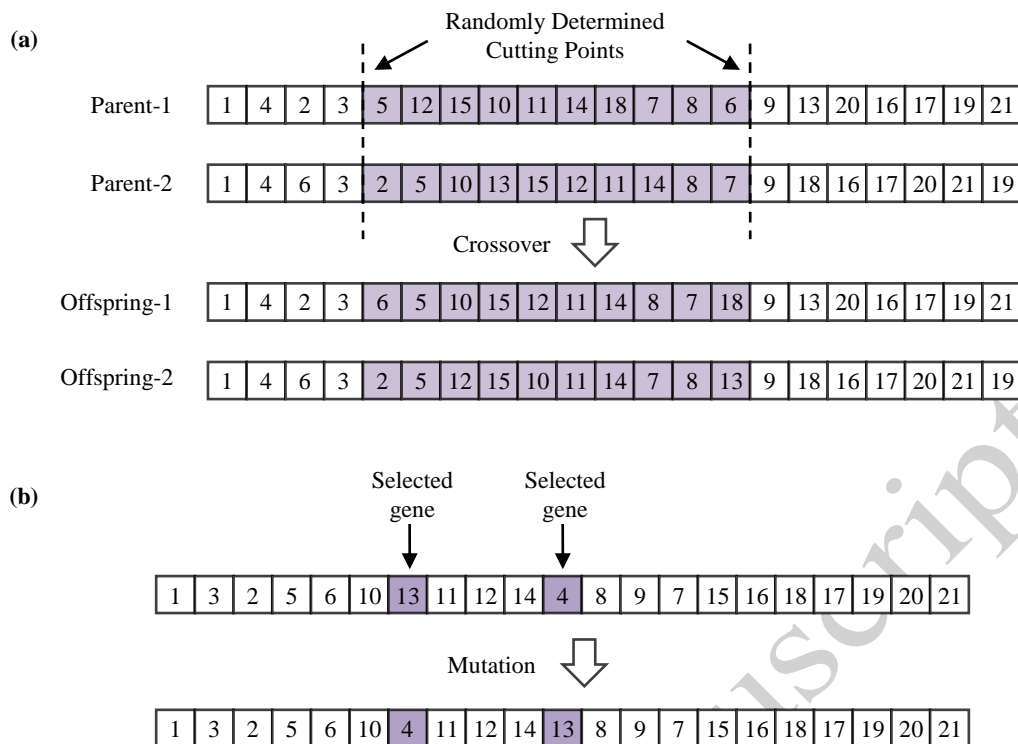 (a)
Randomly Determined
Cutting Points
Parent-1 1 4 2 3 5 12 15 10 11 14 18 7 8 6 9 13 20 16 17 19 21
Parent-2 1 4 6 3 2 5 10 13 15 12 11 14 8 7 9 18 16 17 20 21 19
Crossover
Offspring-1 1 4 2 3 6 5 10 15 12 11 14 8 7 18 9 13 20 16 17 19 21
Offspring-2 1 4 6 3 2 5 12 15 10 11 14 7 8 13 9 18 16 17 20 21 19
(b)
Selected
gene
Selected
gene
1 3 2 5 6 10 13 11 12 14 4 8 9 7 15 16 18 17 19 20 21
Mutation
1 3 2 5 6 10 4 11 12 14 13 8 9 7 15 16 18 17 19 20 21
uscript